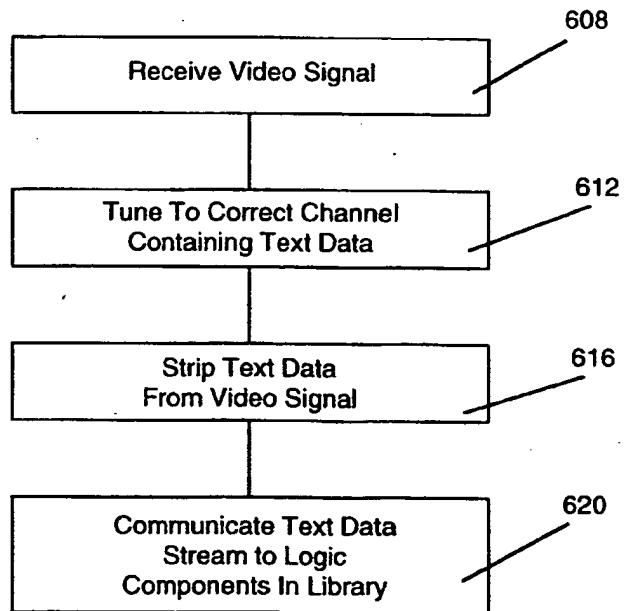 608
Receive Video Signal
612
Tune To Correct Channel
Containing Text Data
616
Strip Text Data
From Video Signal
620
Communicate Text Data
Stream to Logic
Components In Library